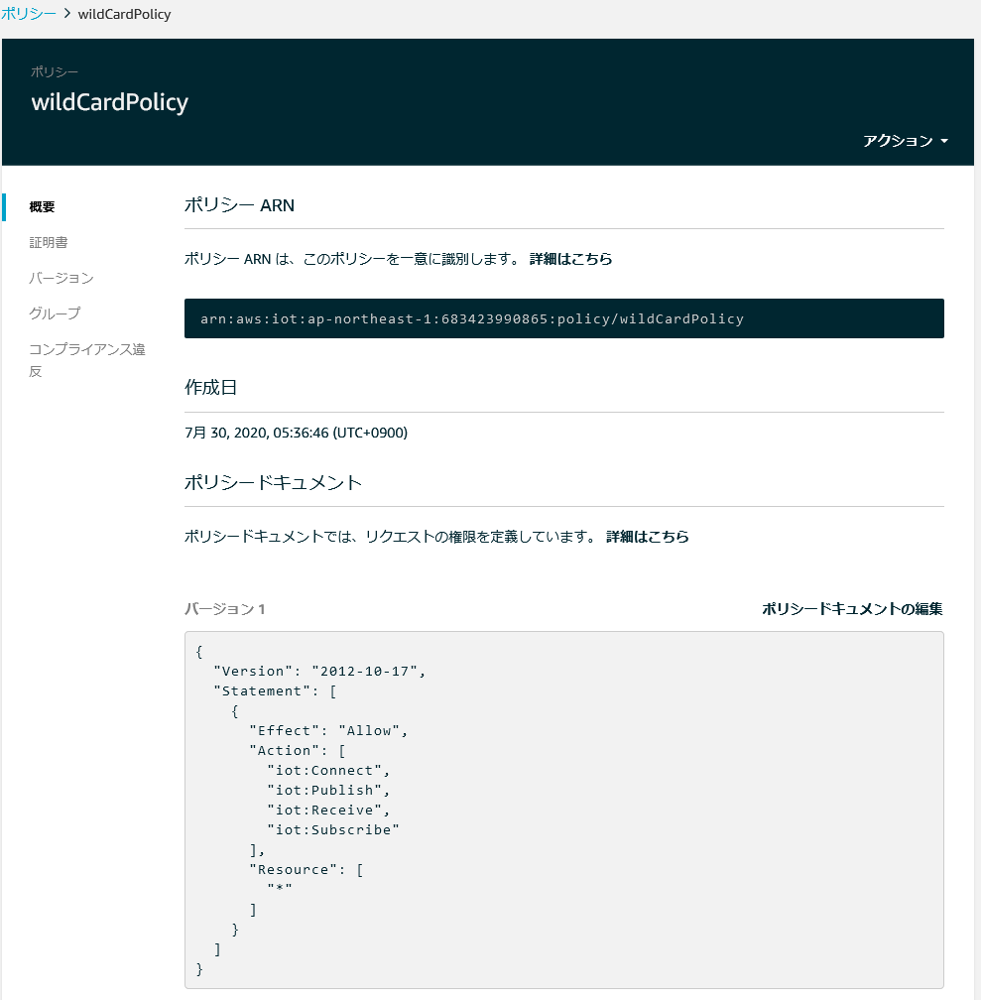 ポリシー > wildCardPolicy
ポリシー
wildCardPolicy
アクション
概要
証明書
バージョン
グループ
コンプライアンス違
反
ポリシー ARN
ポリシー ARN は、このポリシーを一意に識別します。 詳細はこちら
arn:aws:iot:ap-northeast-1:683423990865:policy/wildCardPolicy
作成日
7月 30, 2020, 05:36:46 (UTC+0900)
ポリシードキュメント
ポリシードキュメントでは、リクエストの権限を定義しています。 詳細はこちら
バージョン 1 ポリシードキュメントの編集
{
  "Version": "2012-10-17",
  "Statement": [
    {
      "Effect": "Allow",
      "Action": [
        "iot:Connect",
        "iot:Publish",
        "iot:Receive",
        "iot:Subscribe"
      ],
      "Resource": [
        "*"
      ]
    }
  ]
}